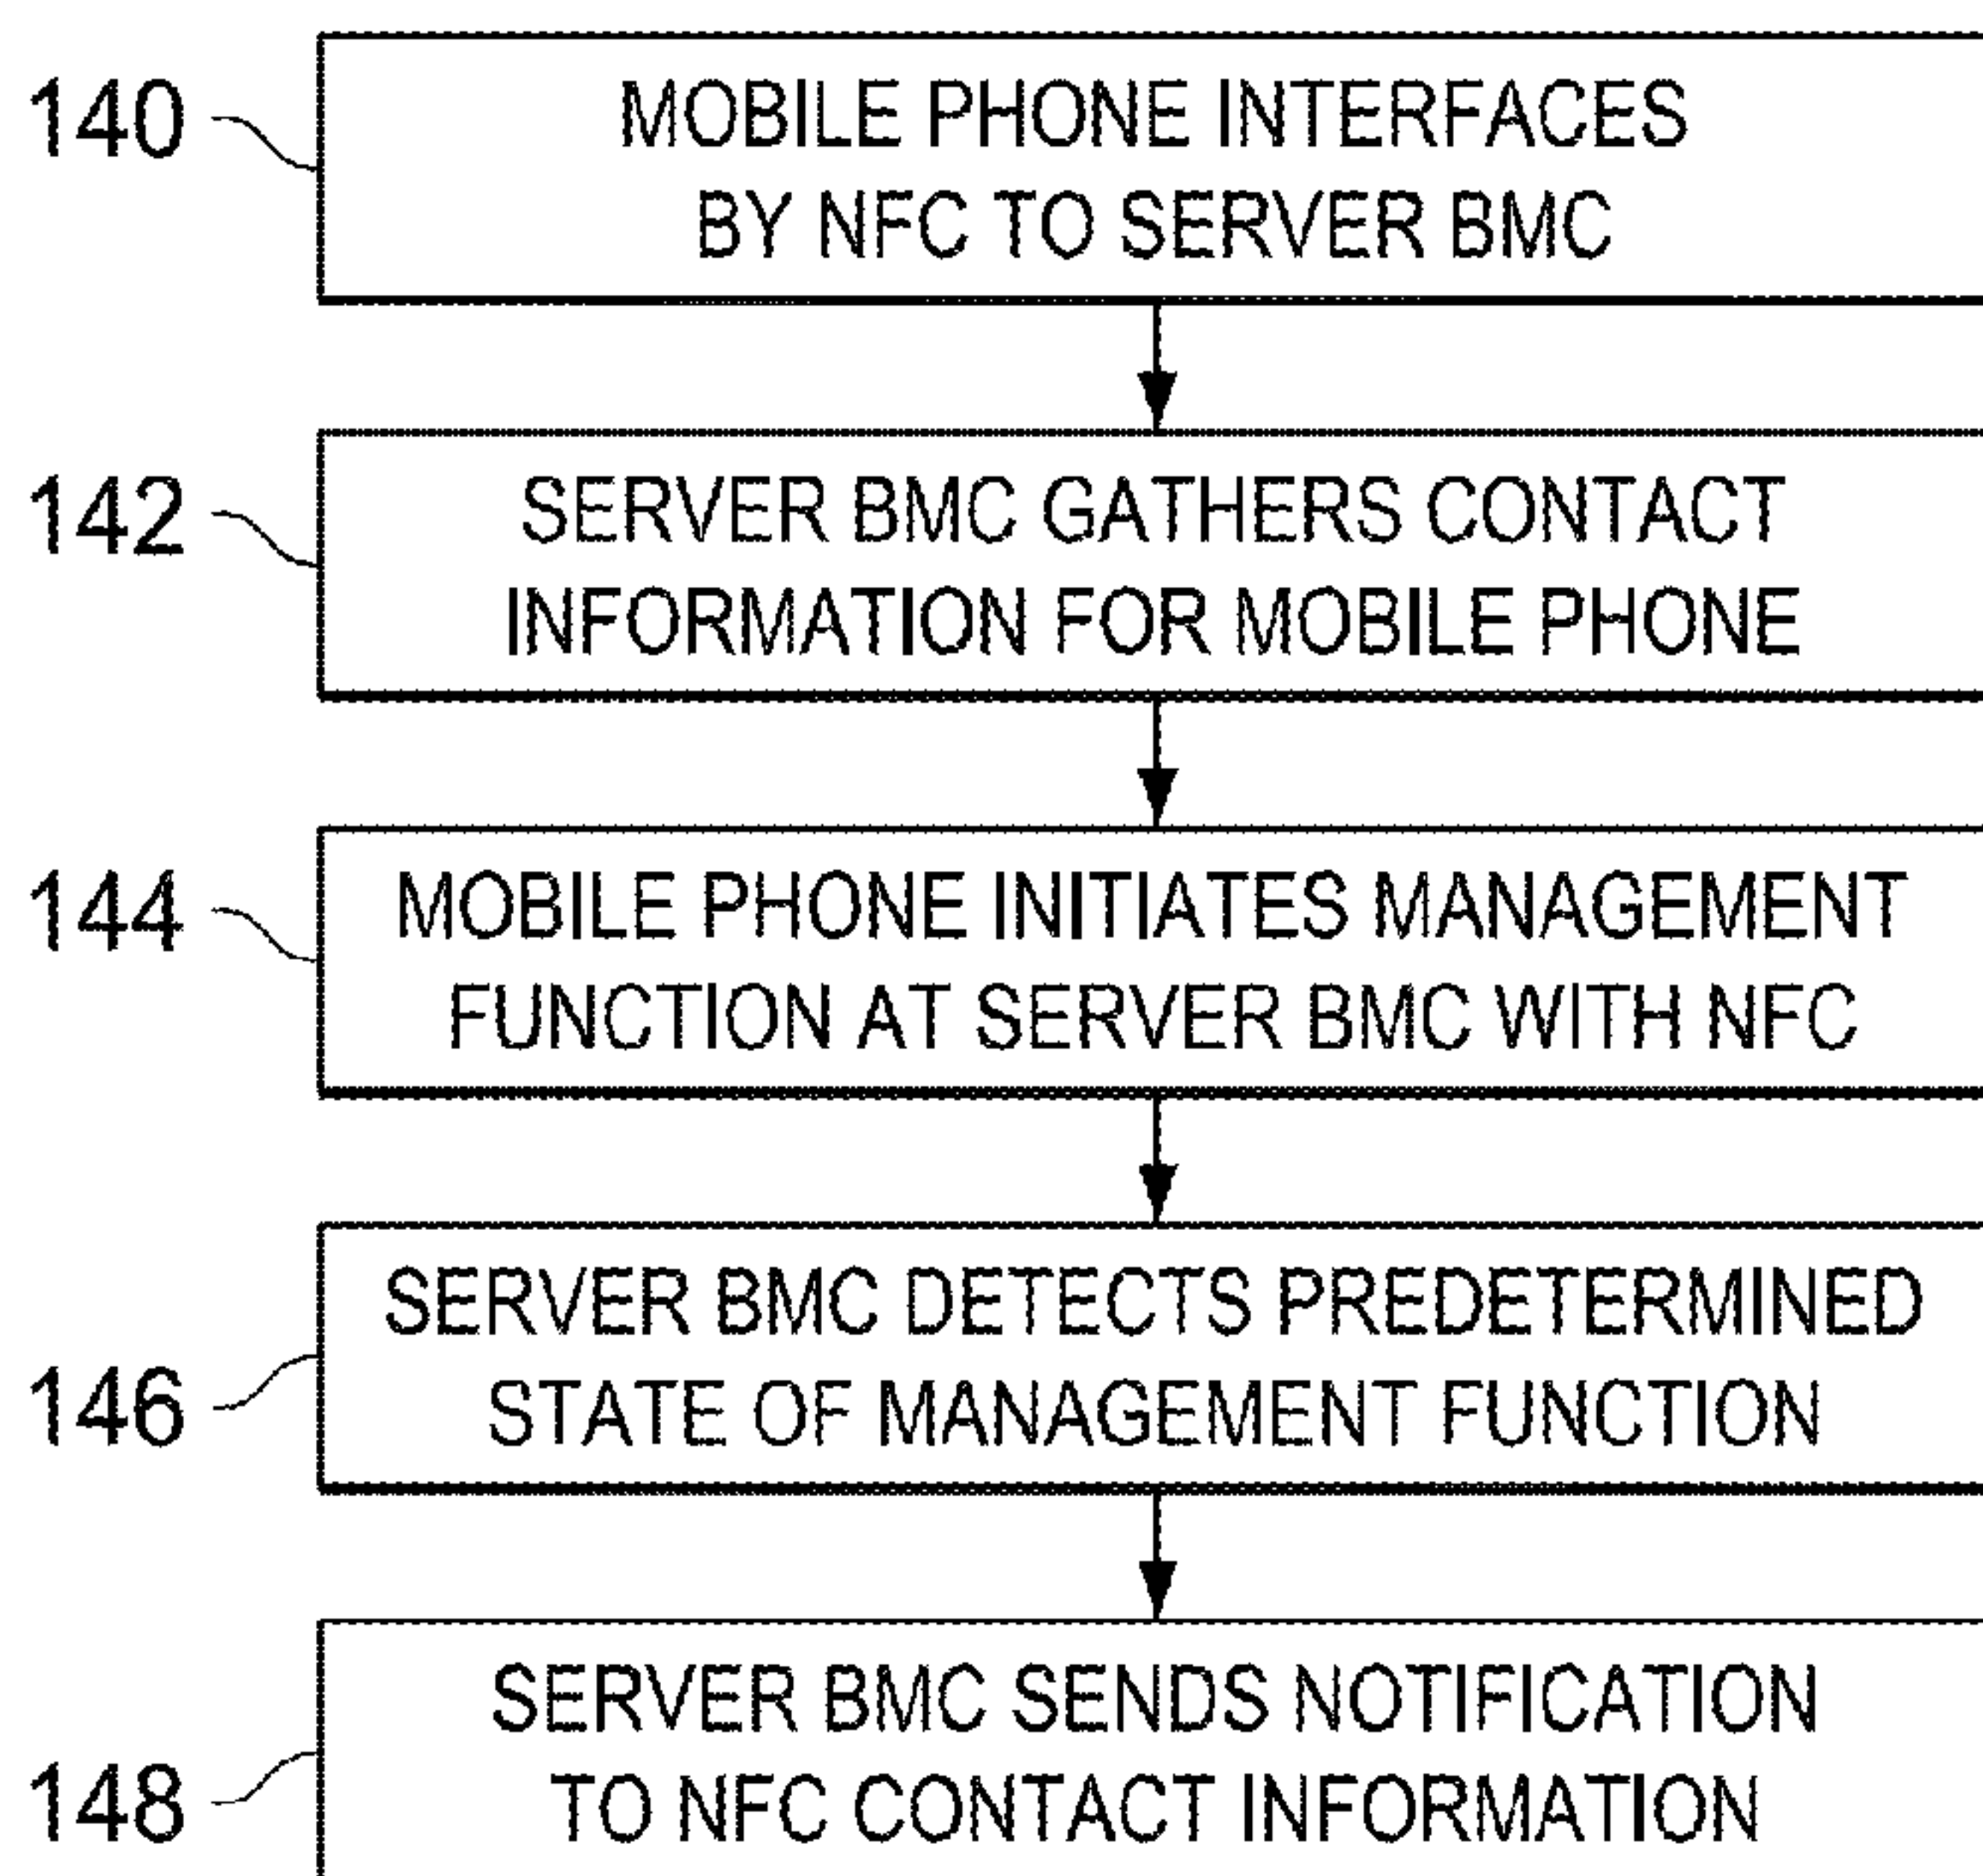 140
MOBILE PHONE INTERFACES
BY NFC TO SERVER BMC
142
SERVER BMC GATHERS CONTACT
INFORMATION FOR MOBILE PHONE
144
MOBILE PHONE INITIATES MANAGEMENT
FUNCTION AT SERVER BMC WITH NFC
146
SERVER BMC DETECTS PREDETERMINED
STATE OF MANAGEMENT FUNCTION
148
SERVER BMC SENDS NOTIFICATION
TO NFC CONTACT INFORMATION